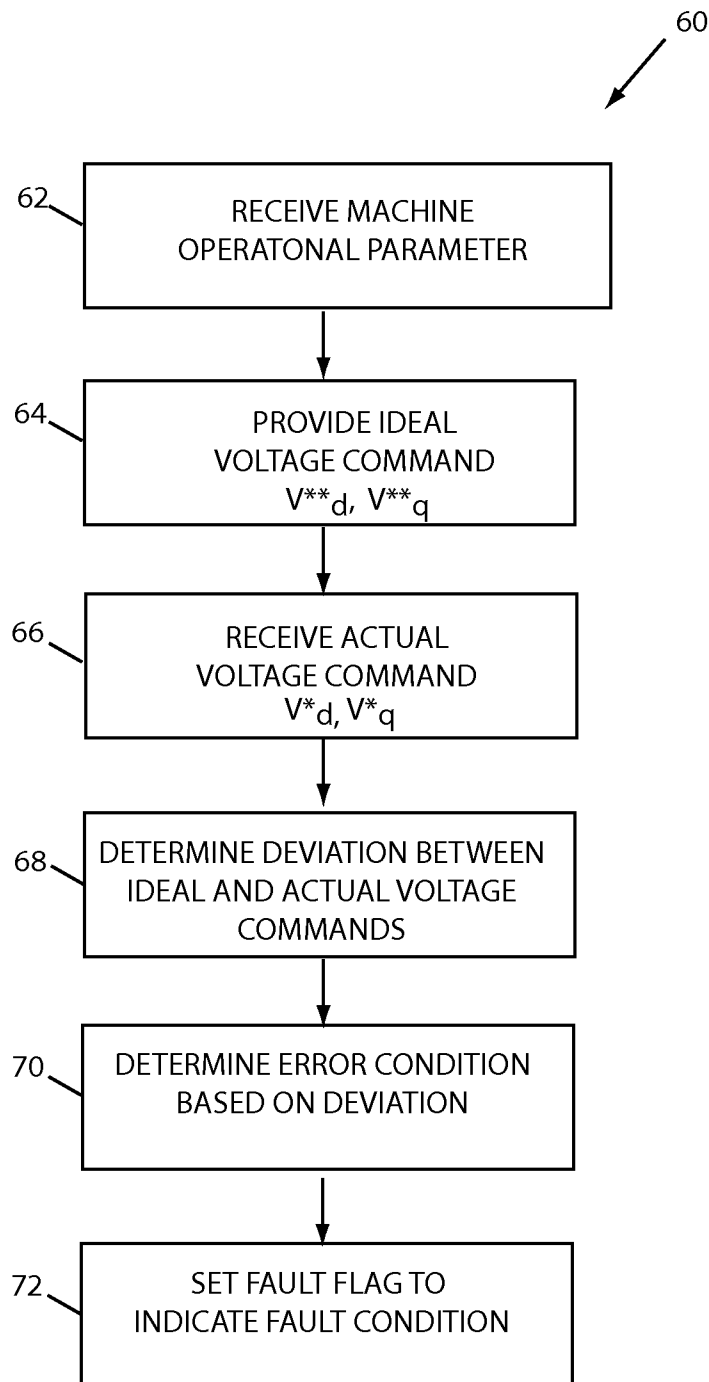 60
62
RECEIVE MACHINE
OPERATONAL PARAMETER
64
PROVIDE IDEAL
VOLTAGE COMMAND
V**d, V**q
66
RECEIVE ACTUAL
VOLTAGE COMMAND
V*d, V*q
68
DETERMINE DEVIATION BETWEEN
IDEAL AND ACTUAL VOLTAGE
COMMANDS
70
DETERMINE ERROR CONDITION
BASED ON DEVIATION
72
SET FAULT FLAG TO
INDICATE FAULT CONDITION